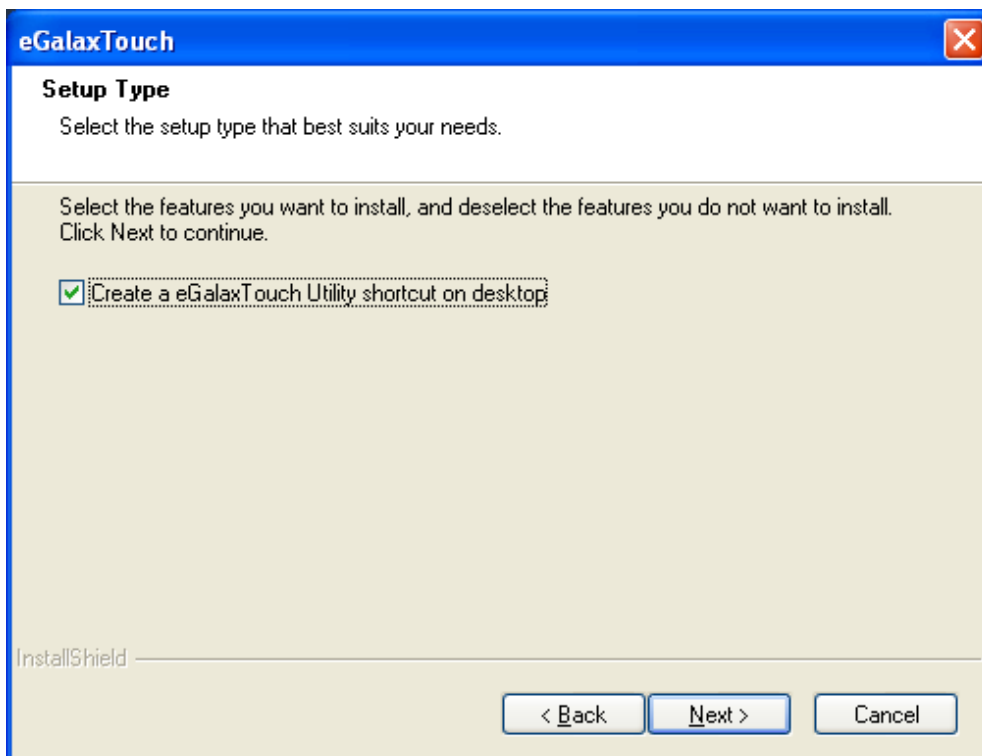 eGalaxTouch
Setup Type
Select the setup type that best suits your needs.
Select the features you want to install, and deselect the features you do not want to install.
Click Next to continue.
Create a eGalaxTouch Utility shortcut on desktop
InstallShield
< Back
Next >
Cancel